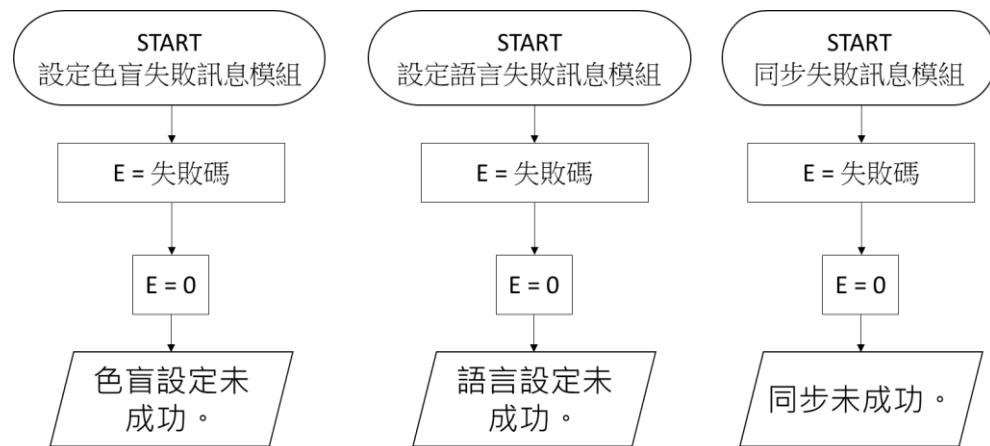 START
設定色盲失敗訊息模組
E = 失敗碼
E = 0
色盲設定未
成功。
START
設定語言失敗訊息模組
E = 失敗碼
E = 0
語言設定未
成功。
START
同步失敗訊息模組
E = 失敗碼
E = 0
同步未成功。